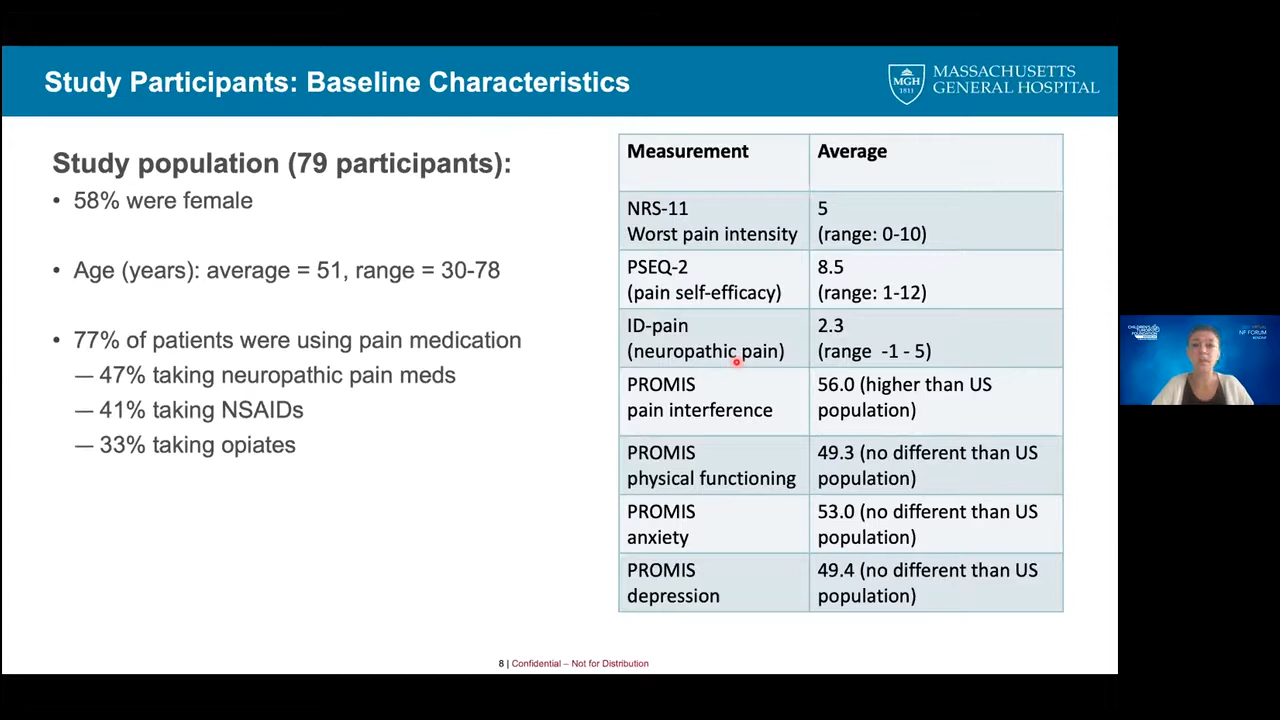 Study Participants: Baseline Characteristics
MGH
1811
MASSACHUSETTS
GENERAL HOSPITAL
Study population (79 participants):
• 58% were female
• Age (years): average = 51, range = 30-78
• 77% of patients were using pain medication
— 47% taking neuropathic pain meds
— 41% taking NSAIDs
— 33% taking opiates
Measurement Average
NRS-11 5
Worst pain intensity (range: 0-10)
PSEQ-2 8.5
(pain self-efficacy) (range: 1-12)
ID-pain 2.3
(neuropathic pain) (range -1 - 5)
PROMIS 56.0 (higher than US
pain interference population)
PROMIS 49.3 (no different than US
physical functioning population)
PROMIS 53.0 (no different than US
anxiety population)
PROMIS 49.4 (no different than US
depression population)
8 | Confidential – Not for Distribution
NF FORUM